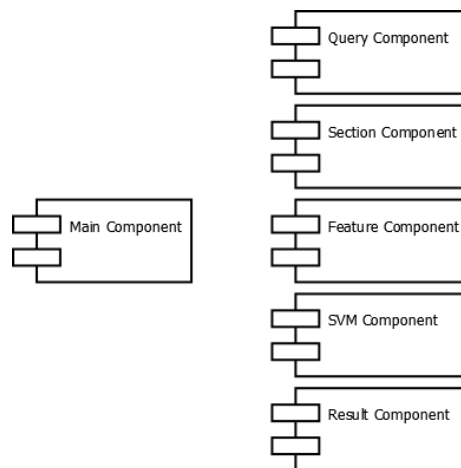 Query Component
Section Component
Main Component
Feature Component
SVM Component
Result Component